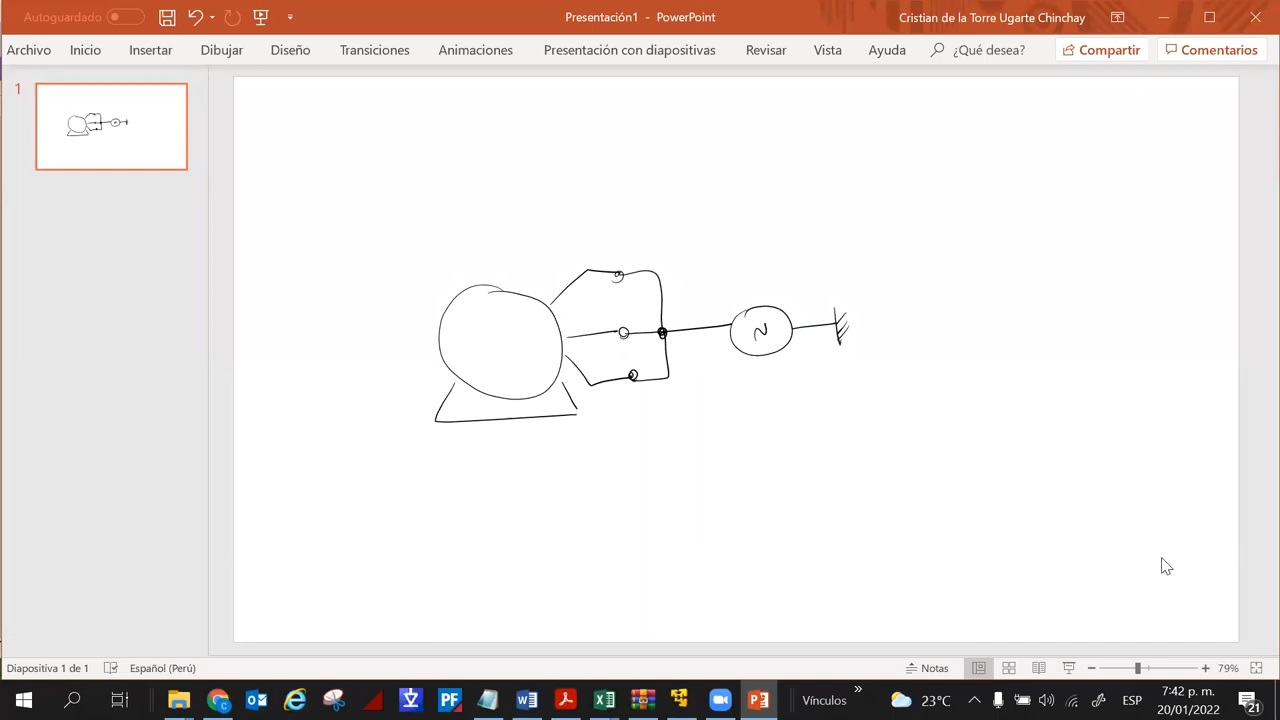 Autoguardado
Presentación1 - PowerPoint
Cristian de la Torre Ugarte Chinchay
Archivo Inicio Insertar Dibujar Diseño Transiciones Animaciones Presentación con diapositivas Revisar Vista Ayuda ¿Qué desea? Compartir Comentarios
1
N
Diapositiva 1 de 1 Español (Perú) Notas 79%
PF W X P Vínculos » 23°C ESP 7:42 p. m.
20/01/2022 21